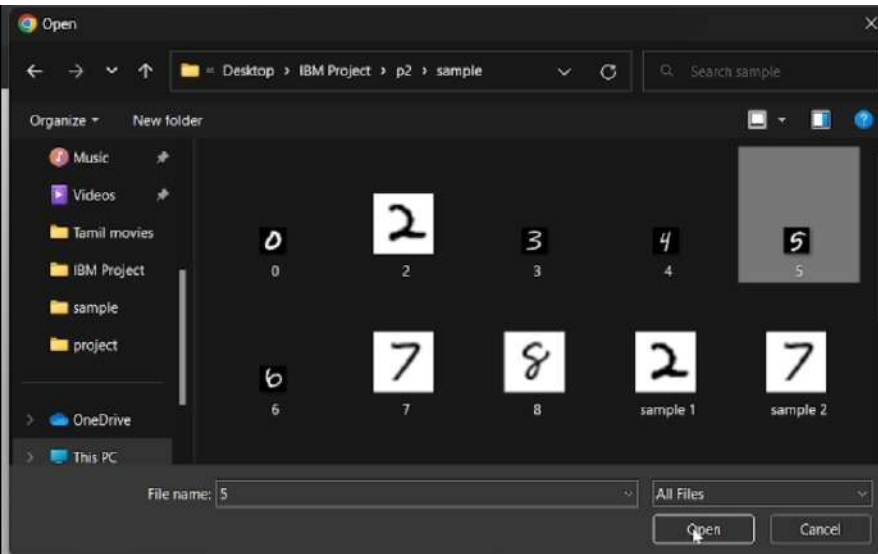 Open
Desktop > IBM Project > p2 > sample
Search sample
Organize
New folder
Music
Videos
Tamil movies
IBM Project
sample
project
OneDrive
This PC
0
2
3
4
5
0
2
3
4
5
6
7
8
2
7
6
7
8
sample 1
sample 2
File name: 5
All Files
Open
Cancel